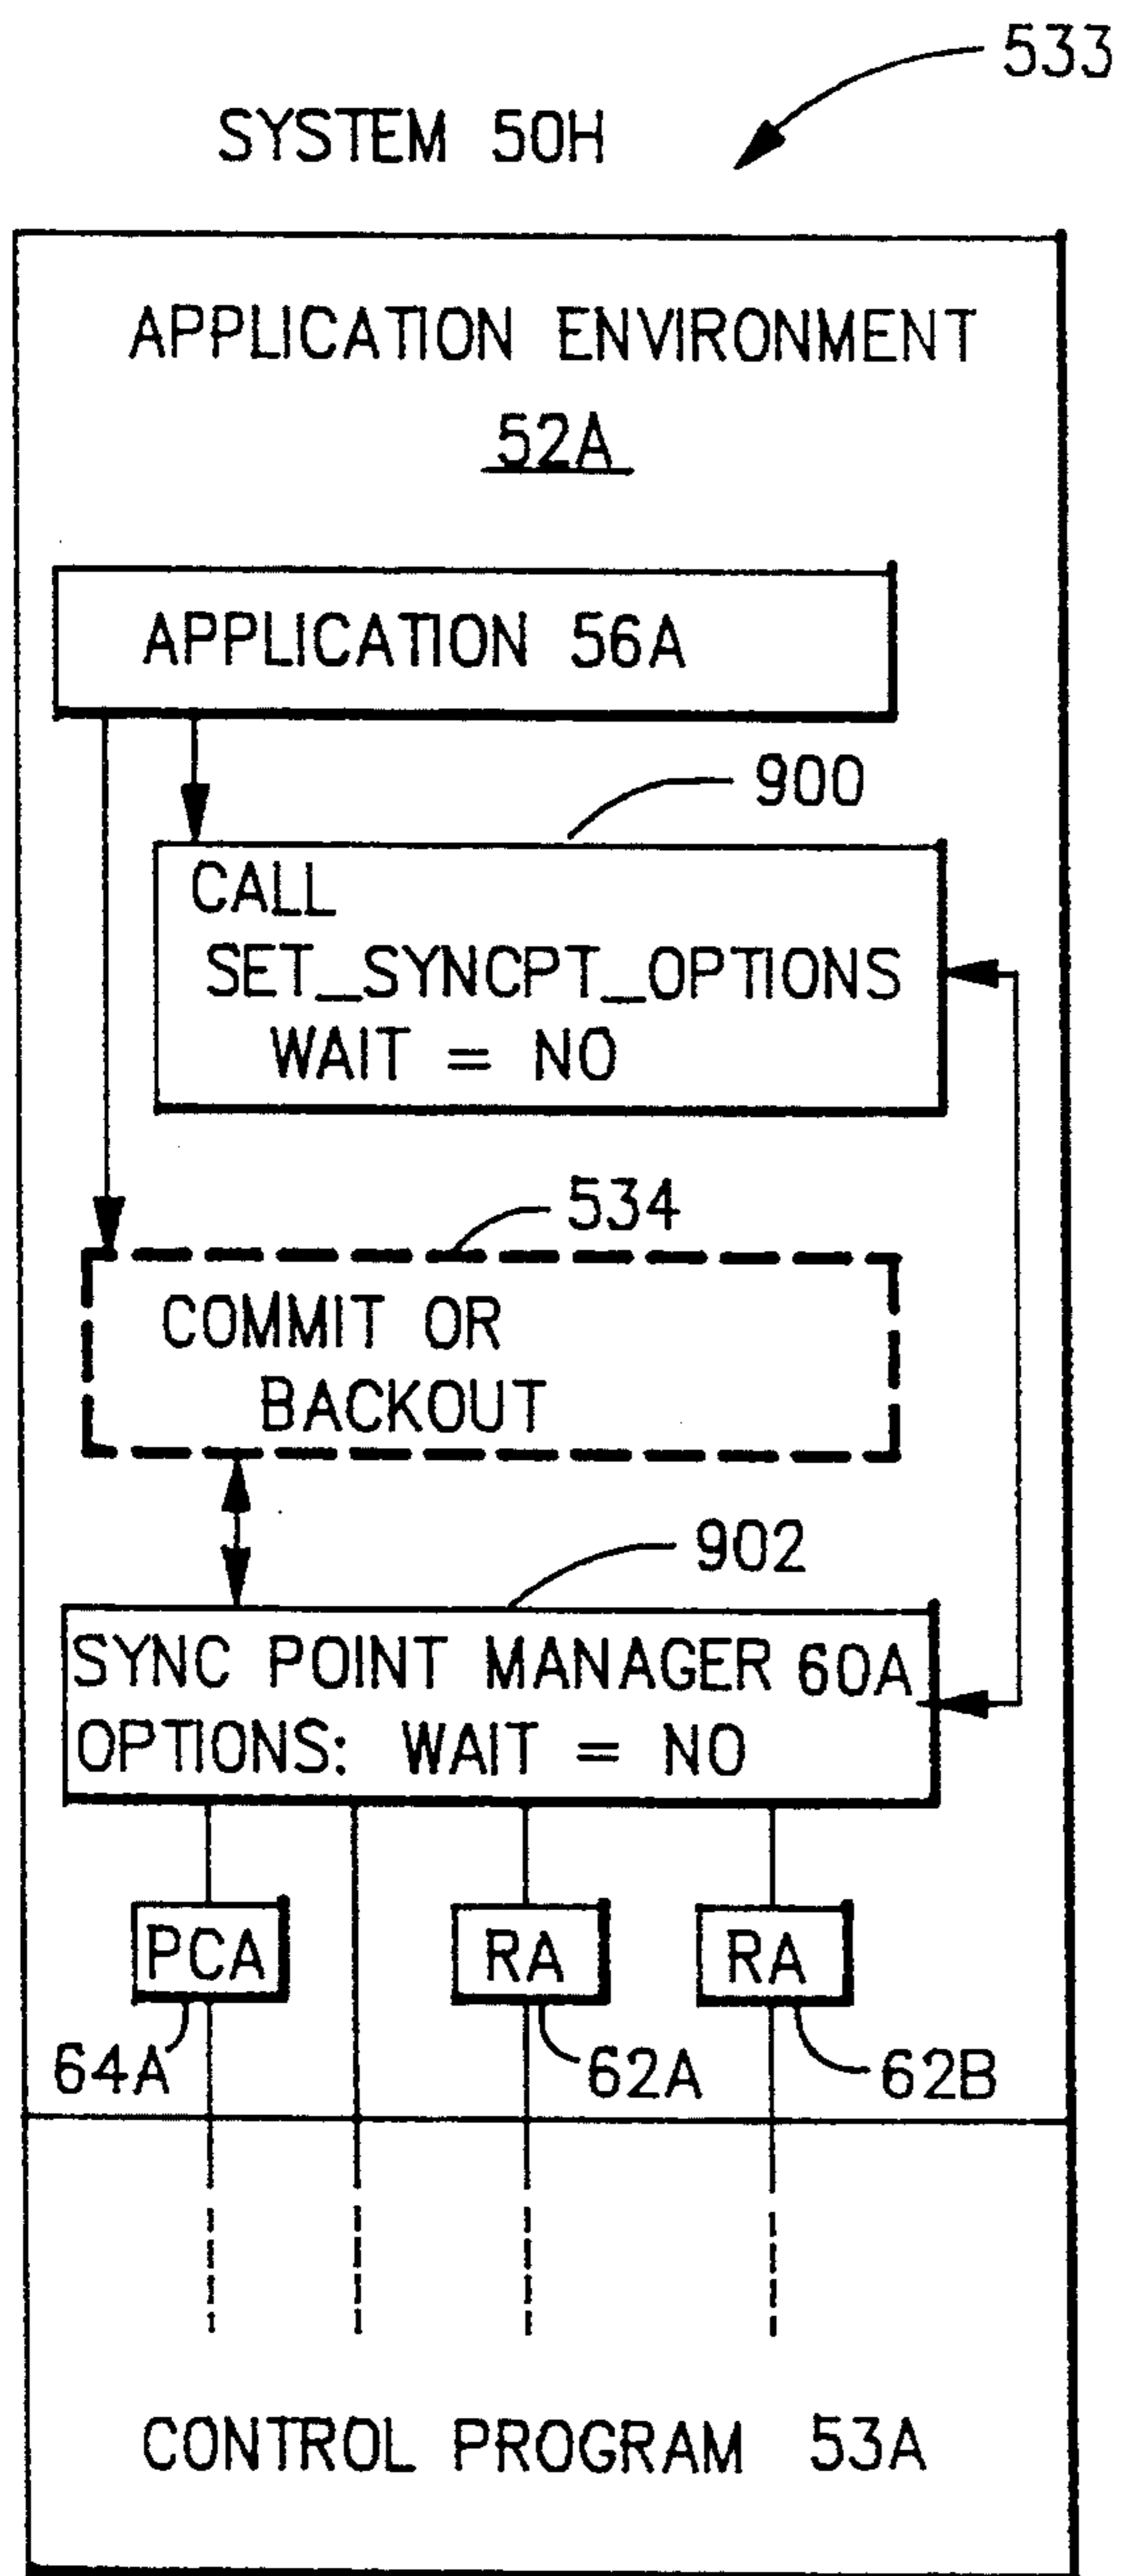 533
SYSTEM 50H
APPLICATION ENVIRONMENT
52A
APPLICATION 56A
900
CALL
SET_SYNCPT_OPTIONS
WAIT = NO
534
COMMIT OR
BACKOUT
902
SYNC POINT MANAGER 60A
OPTIONS: WAIT = NO
PCA RA RA
64A 62A 62B
CONTROL PROGRAM 53A